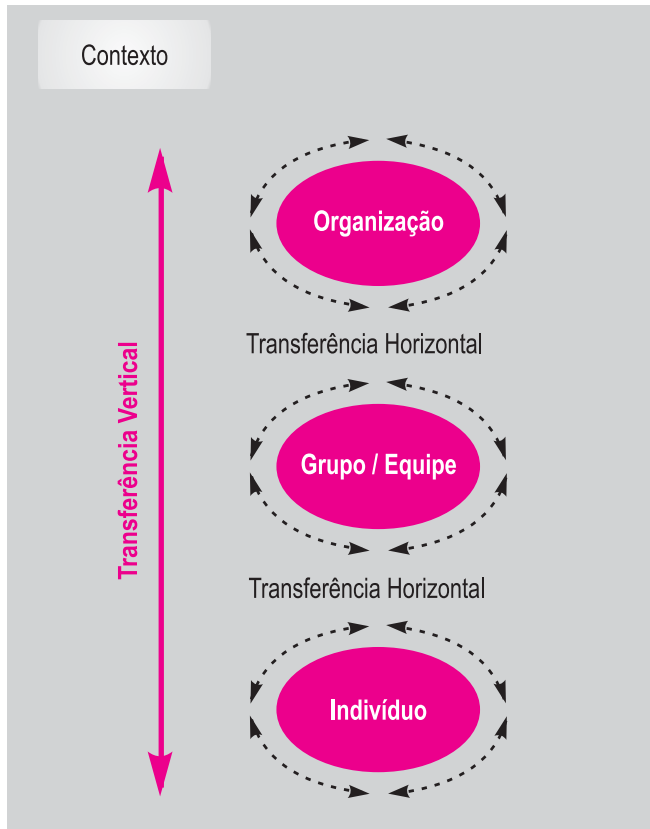 Contexto
Organização
Transferência Horizontal
Transferência Vertical
Grupo / Equipe
Transferência Horizontal
Indivíduo